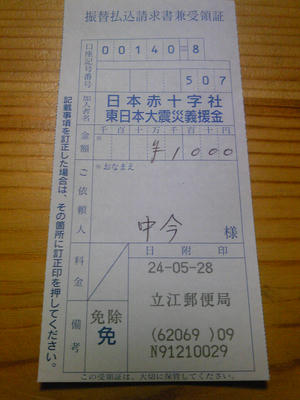 振替払込請求書兼受領証
口座記号番号
00140=8
507
加入者名
日本赤十字社
東日本大震災義援金
金額
千百十万千百十円
¥1000
ご依頼人
※おなまえ
中今 様
料金
日附印
24-05-28
立江郵便局
備考
免除
免
(62069 )09
N91210029
記載事項を訂正した場合は、その箇所に訂正印を押してください。
この受領証は、大切に保管してください。